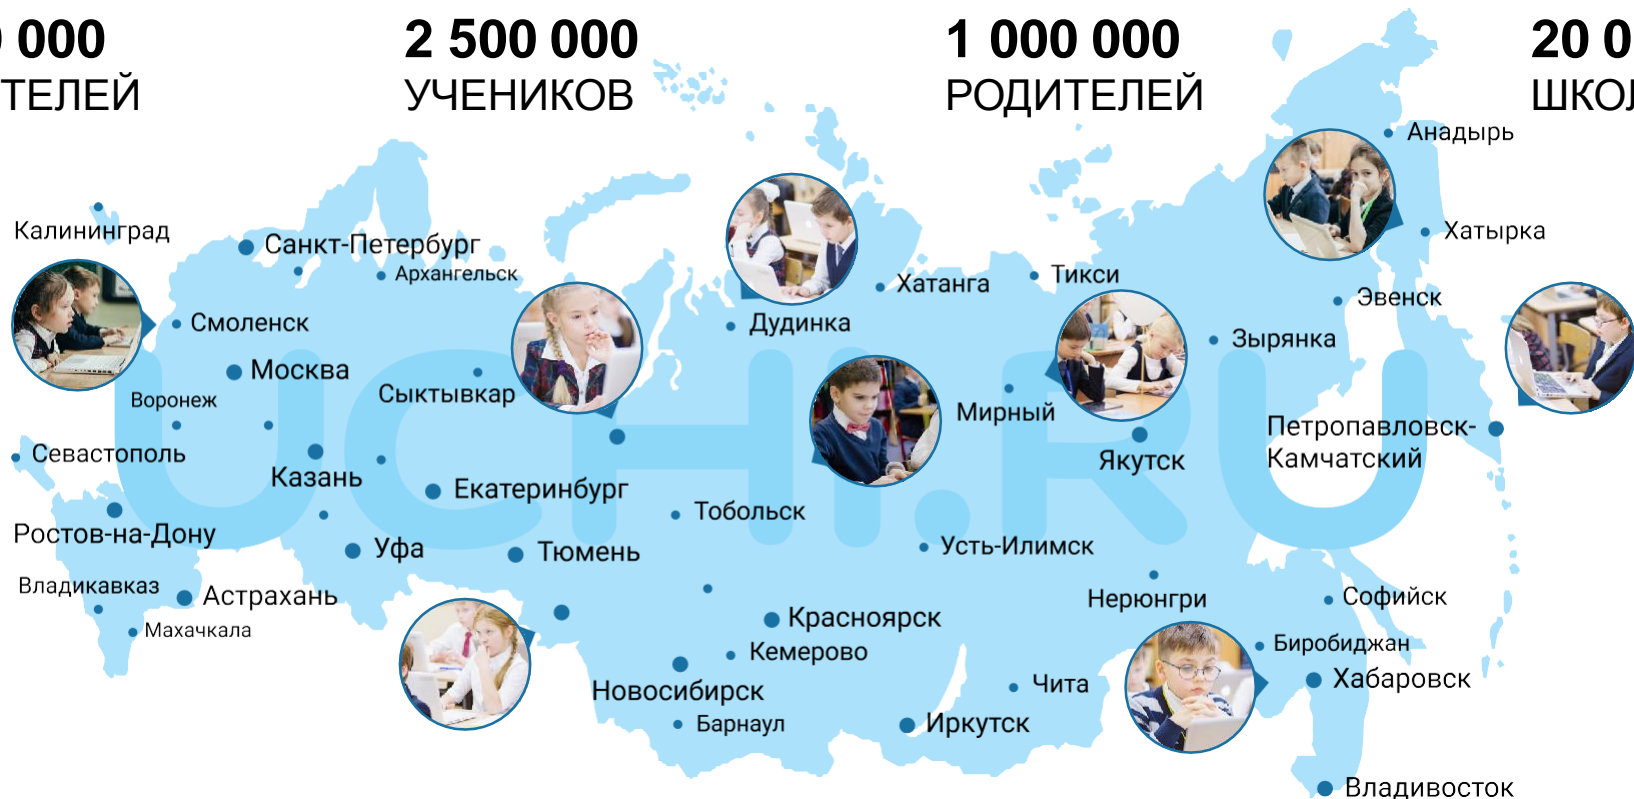 000
2 500 000
1 000 000
20 0
ТЕЛЕЙ
УЧЕНИКОВ
РОДИТЕЛЕЙ
ШКОЛ
Анадырь
Калининград
Санкт-Петербург
Хатырка
Архангельск
Хатанга
Тикси
Эвенск
Смоленск
Дудинка
Зырянка
Москва
Сыктывкар
Воронеж
Мирный
UCHI.RU
Петропавловск-
Камчатский
Севастополь
Казань
Якутск
Екатеринбург
Тобольск
Ростов-на-Дону
Уфа
Тюмень
Усть-Илимск
Владикавказ
Астрахань
Нерюнгри
Софийск
Махачкала
Красноярск
Биробиджан
Кемерово
Хабаровск
Новосибирск
Чита
Барнаул
Иркутск
Владивосток